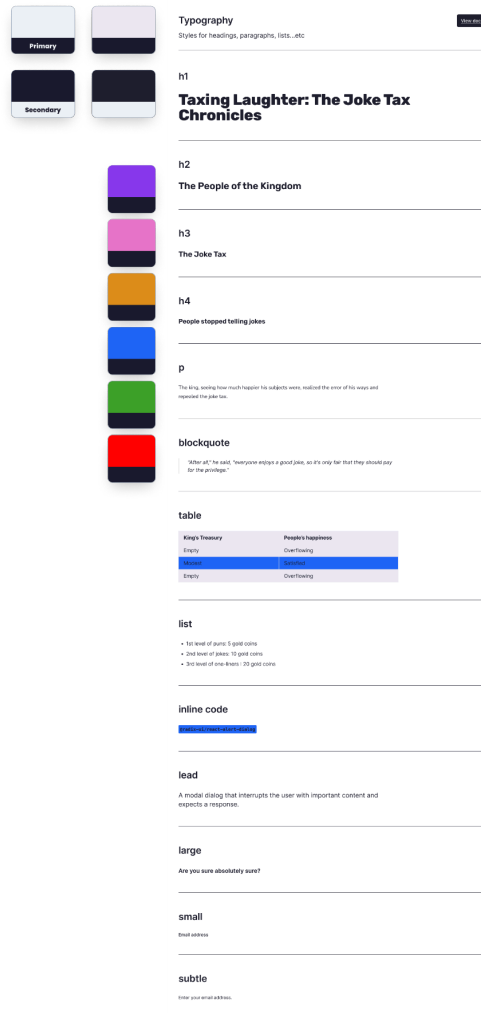 Primary
Secondary
Typography
View doc
Styles for headings, paragraphs, lists...etc
h1
Taxing Laughter: The Joke Tax
Chronicles
h2
The People of the Kingdom
h3
The Joke Tax
h4
People stopped telling jokes
p
The king, seeing how much happier his subjects were, realized the error of his ways and
repealed the joke tax.
blockquote
"After all," he said, "everyone enjoys a good joke, so it's only fair that they should pay
for the privilege."
table
King's Treasury People's happiness
Empty Overflowing
Modest Satisfied
Empty Overflowing
list
• 1st level of puns: 5 gold coins
• 2nd level of jokes: 10 gold coins
• 3rd level of one-liners : 20 gold coins
inline code
@radix-ui/react-alert-dialog
lead
A modal dialog that interrupts the user with important content and
expects a response.
large
Are you sure absolutely sure?
small
Email address
subtle
Enter your email address.